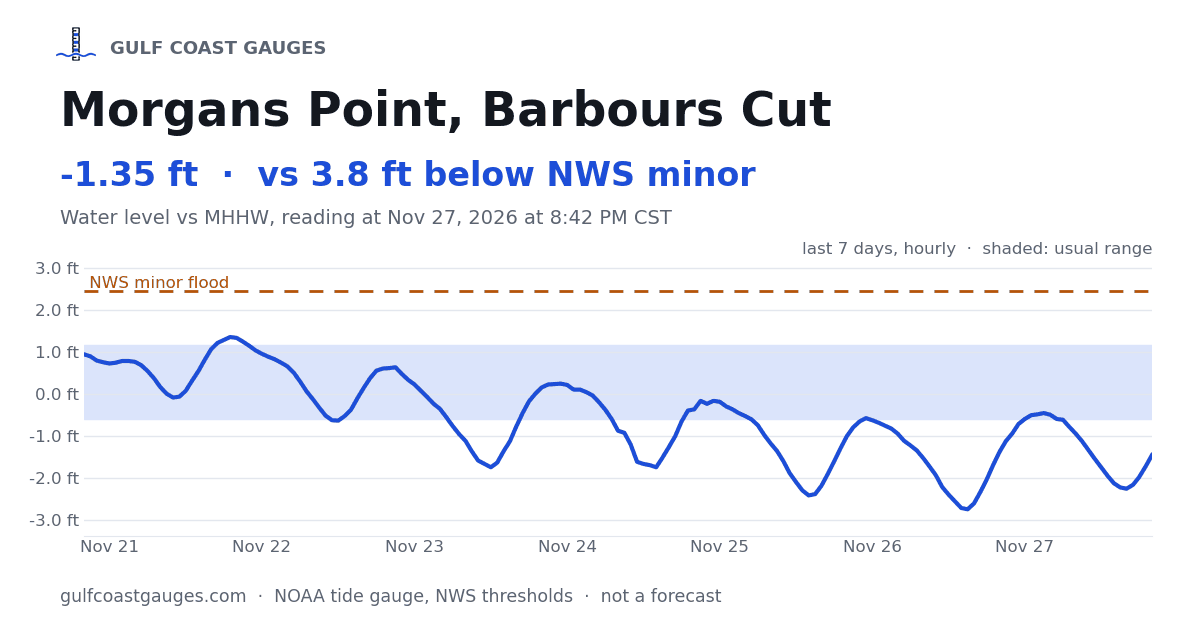 GULF COAST GAUGES
Morgans Point, Barbours Cut
-1.35 ft · vs 3.8 ft below NWS minor
Water level vs MHHW, reading at Nov 27, 2026 at 8:42 PM CST
last 7 days, hourly · shaded: usual range
3.0 ft
NWS minor flood
2.0 ft
1.0 ft
0.0 ft
-1.0 ft
-2.0 ft
-3.0 ft
Nov 21 Nov 22 Nov 23 Nov 24 Nov 25 Nov 26 Nov 27
gulfcoastgauges.com · NOAA tide gauge, NWS thresholds · not a forecast